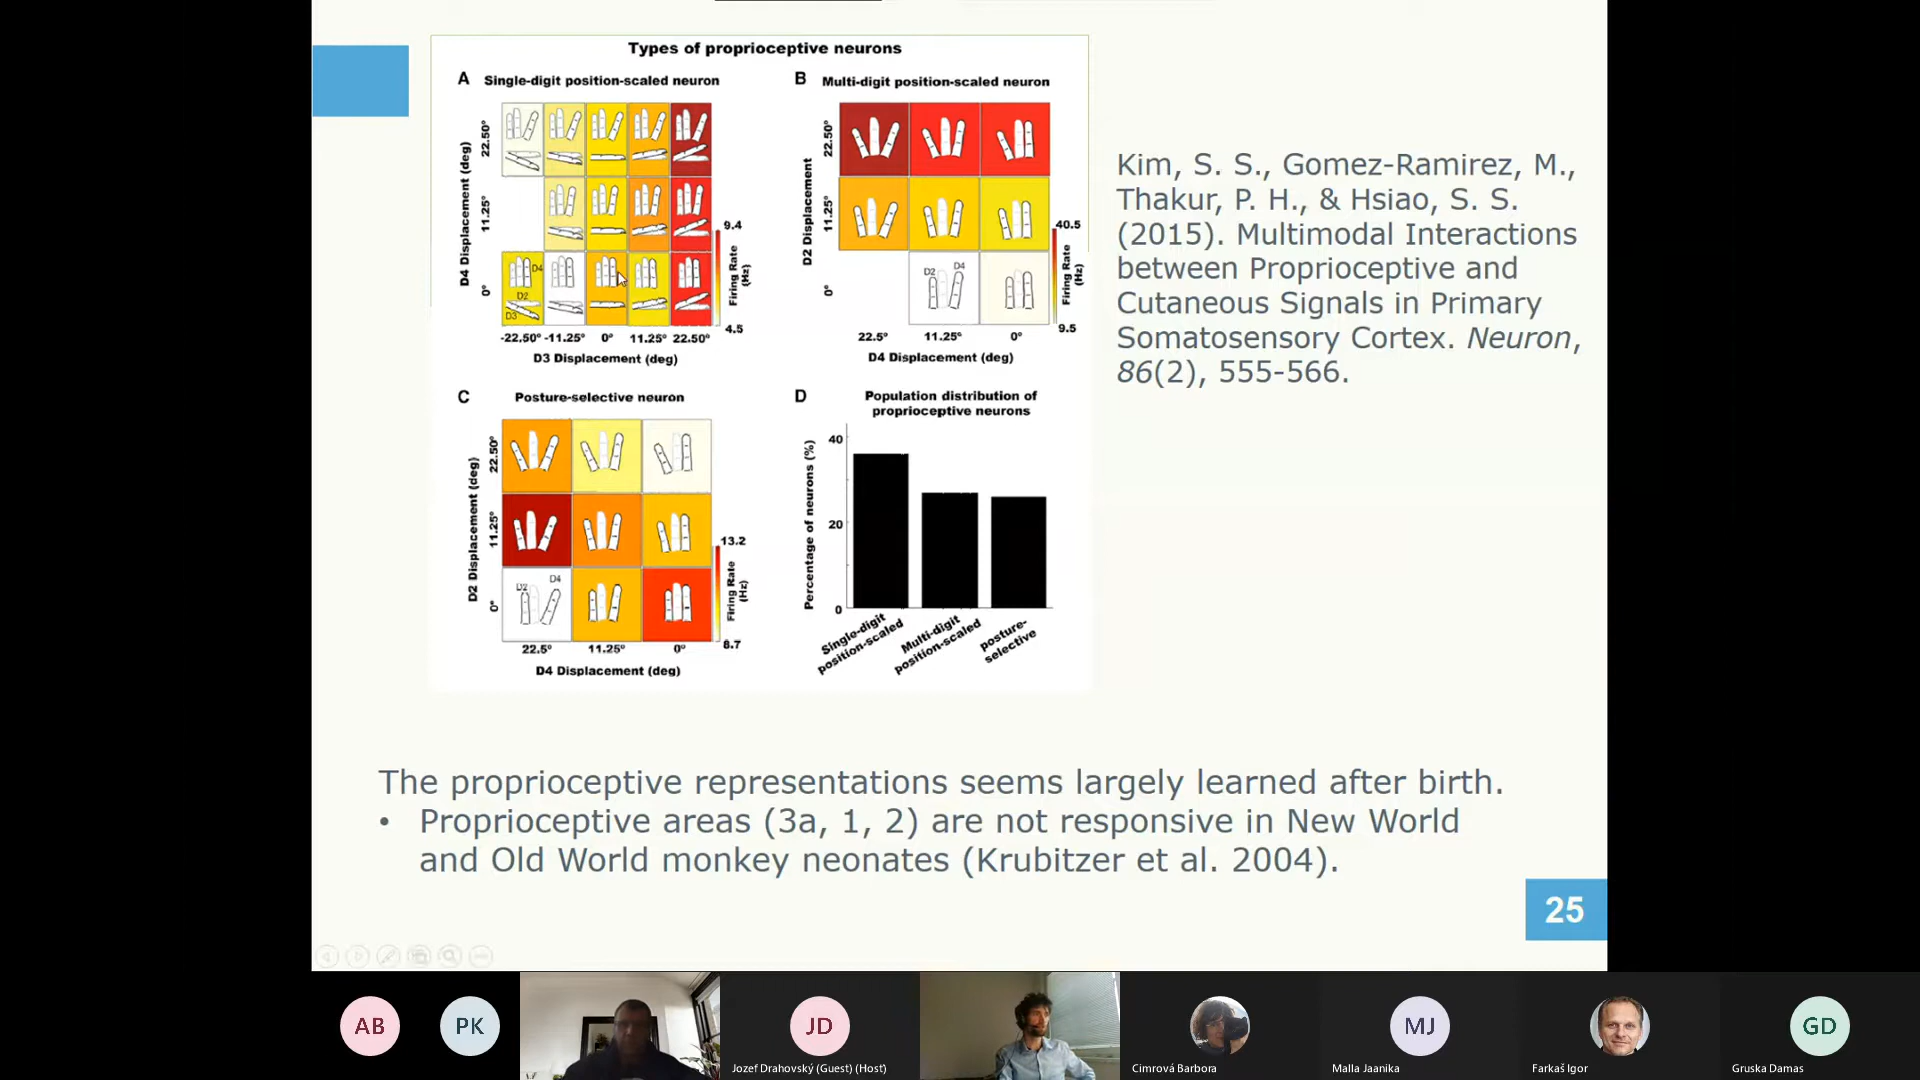 Types of proprioceptive neurons
A Single-digit position-scaled neuron
D4 Displacement (deg)
22.50°
11.25°
0°
D4
D2
D3
-22.50° -11.25° 0° 11.25° 22.50°
D3 Displacement (deg)
9.4
Firing Rate
(Hz)
4.5
B Multi-digit position-scaled neuron
D2 Displacement
22.50°
11.25°
0°
D2 D4
22.5° 11.25° 0°
D4 Displacement (deg)
40.5
Firing Rate
(Hz)
9.5
C Posture-selective neuron
D2 Displacement (deg)
22.50°
11.25°
0°
D2 D4
22.5° 11.25° 0°
D4 Displacement (deg)
13.2
Firing Rate
(Hz)
8.7
D Population distribution of
proprioceptive neurons
Percentage of neurons (%)
40
20
0
Single-digit
position-scaled
Multi-digit
position-scaled
posture-
selective
Kim, S. S., Gomez-Ramirez, M.,
Thakur, P. H., & Hsiao, S. S.
(2015). Multimodal Interactions
between Proprioceptive and
Cutaneous Signals in Primary
Somatosensory Cortex. Neuron,
86(2), 555-566.
The proprioceptive representations seems largely learned after birth.
• Proprioceptive areas (3a, 1, 2) are not responsive in New World
and Old World monkey neonates (Krubitzer et al. 2004).
25
AB
PK
JD
Jozef Drahovský (Guest) (Host)
Cimrová Barbora
MJ
Malla Jaanika
Farkaš Igor
GD
Gruska Damas